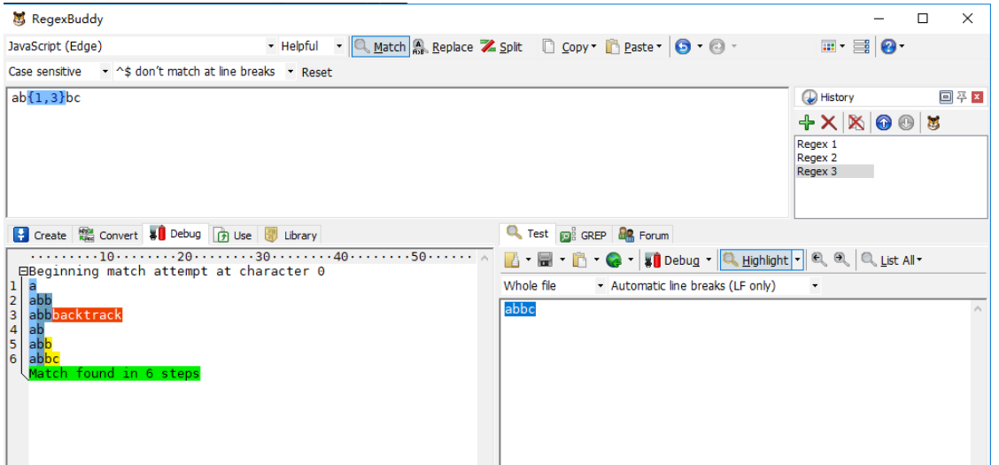 RegexBuddy
JavaScript (Edge) Helpful Match Replace Split Copy Paste
Case sensitive ^$ don't match at line breaks Reset
ab{1,3}bc
History
Regex 1
Regex 2
Regex 3
Create Convert Debug Use Library
Test GREP Forum
·········10········20········30········40········50······
Beginning match attempt at character 0
1 a
2 abb
3 abbbacktrack
4 ab
5 abb
6 abbc
Match found in 6 steps
Debug Highlight List All
Whole file Automatic line breaks (LF only)
abbc